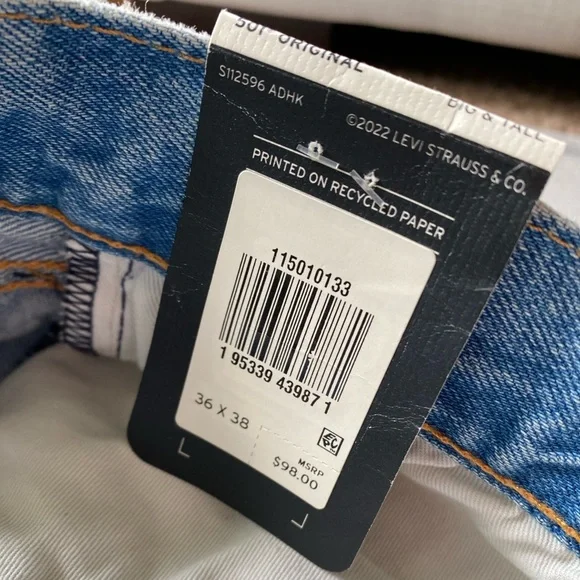 501® ORIGINAL
BIG & TALL
S112596 ADHK
©2022 LEVI STRAUSS & CO.
PRINTED ON RECYCLED PAPER
115010133
1 95339 43987 1
36 X 38
MSRP
$98.00